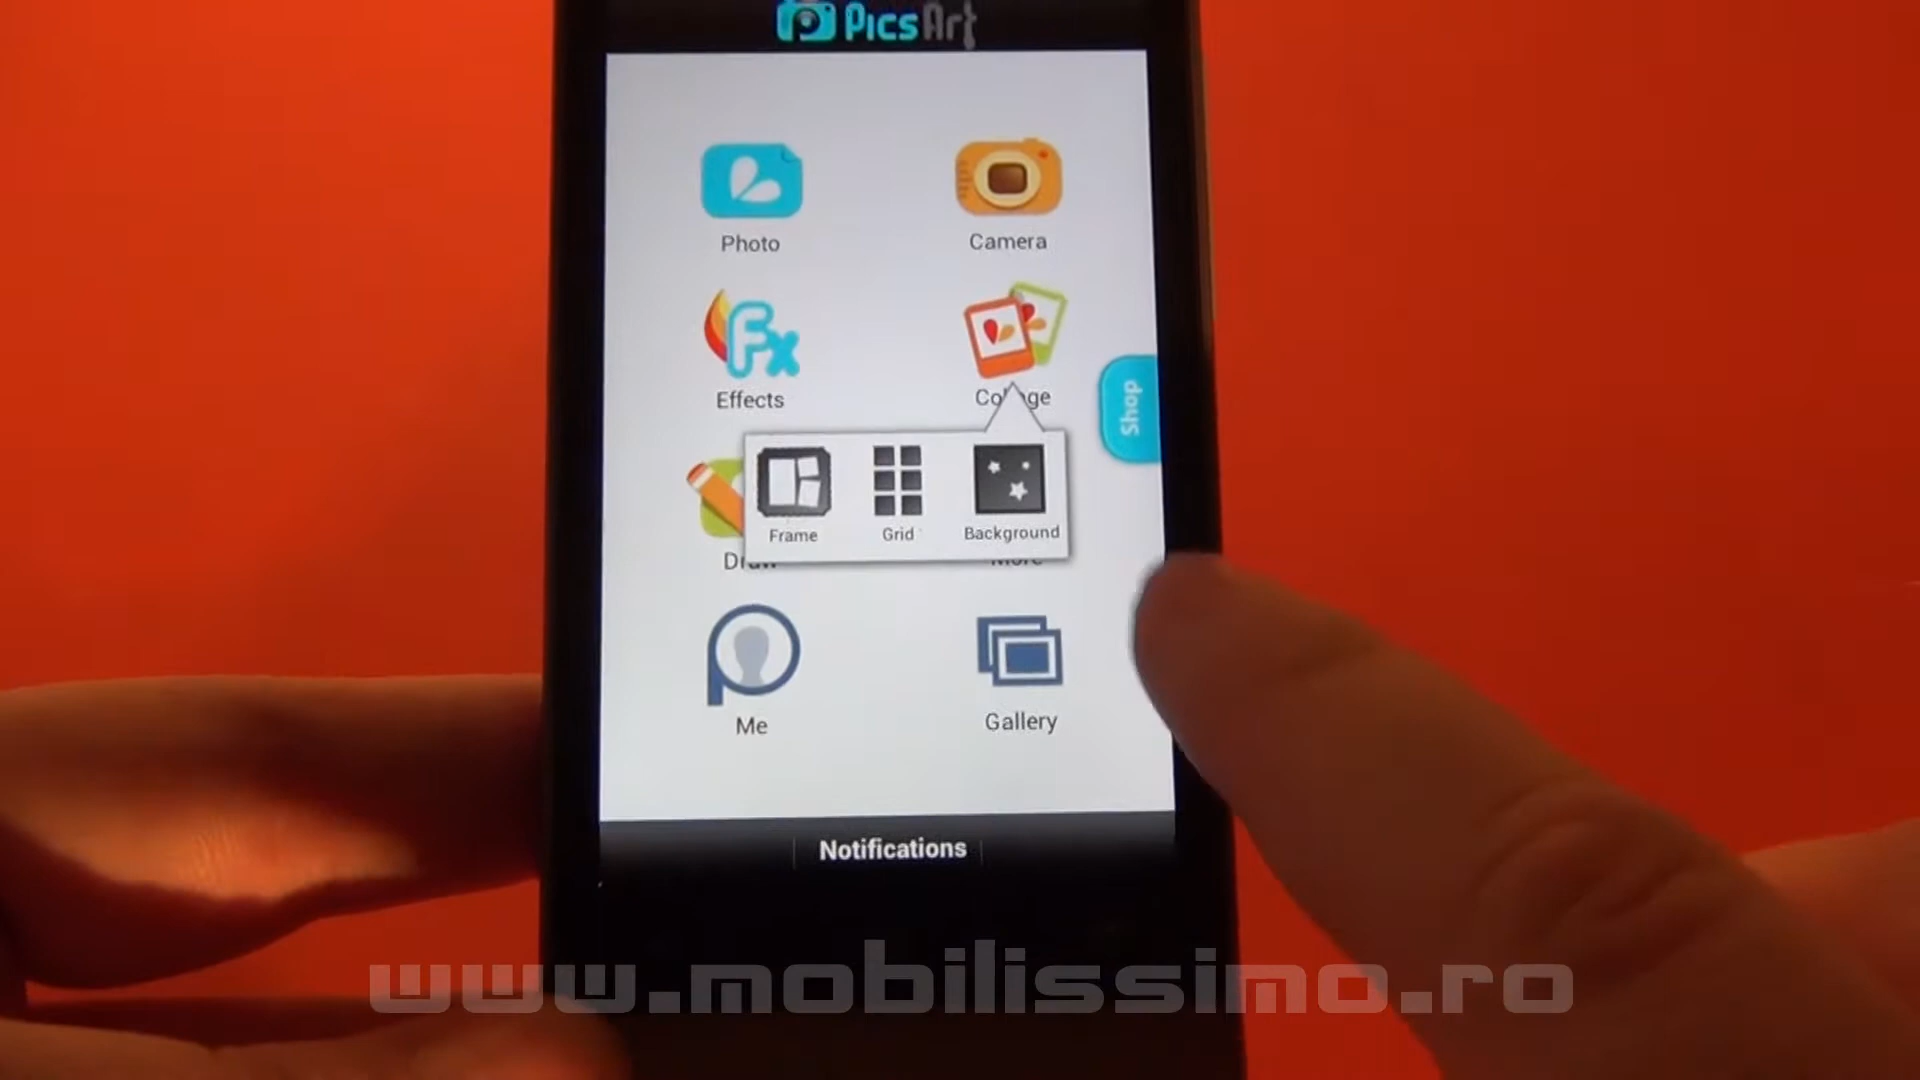 PicsArt
Photo
Camera
Effects
Shop
Frame
Grid
Background
Me
Gallery
Notifications
www.mobilissimo.ro